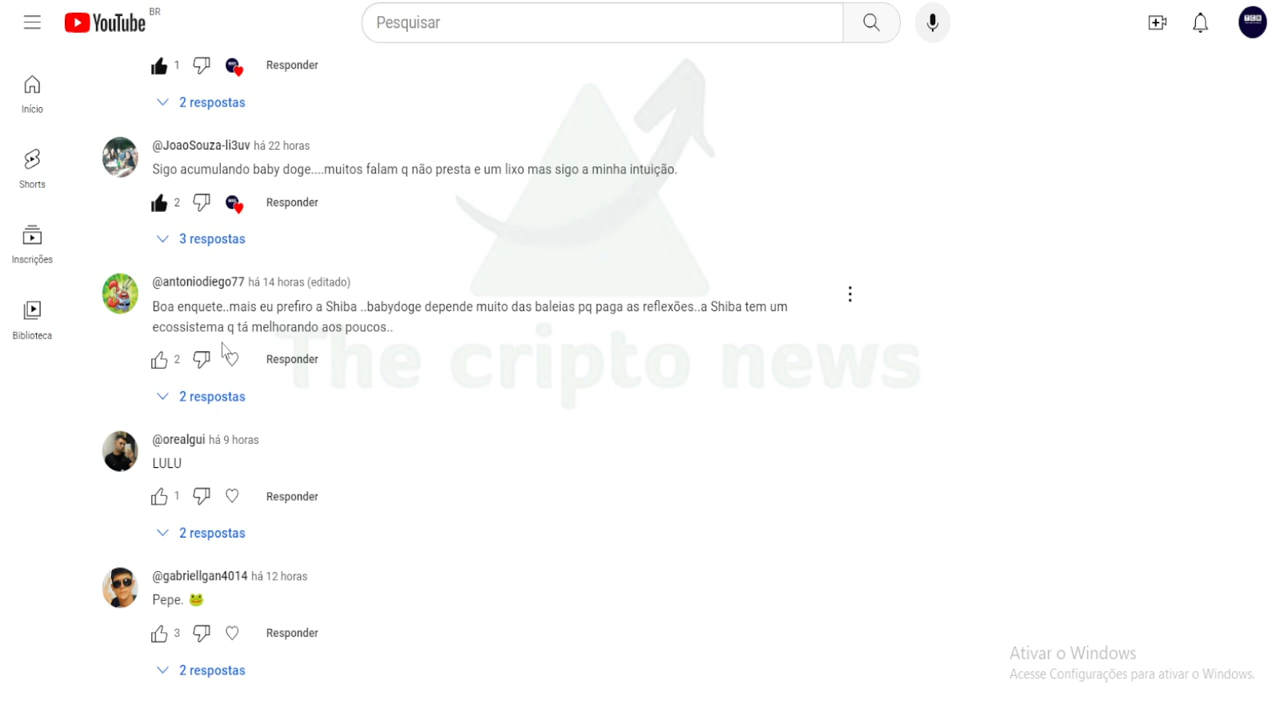 YouTube BR
Pesquisar
Início
Shorts
Inscrições
Biblioteca
1 Responder
2 respostas
@JoaoSouza-li3uv há 22 horas
Sigo acumulando baby doge....muitos falam q não presta e um lixo mas sigo a minha intuição.
2 Responder
3 respostas
@antoniodiego77 há 14 horas (editado)
Boa enquete..mais eu prefiro a Shiba ..babydoge depende muito das baleias pq paga as reflexões..a Shiba tem um
ecossistema q tá melhorando aos poucos..
2 Responder
2 respostas
@orealgui há 9 horas
LULU
1 Responder
2 respostas
@gabriellgan4014 há 12 horas
Pepe. 🐸
3 Responder
2 respostas
The cripto news
Ativar o Windows
Acesse Configurações para ativar o Windows.